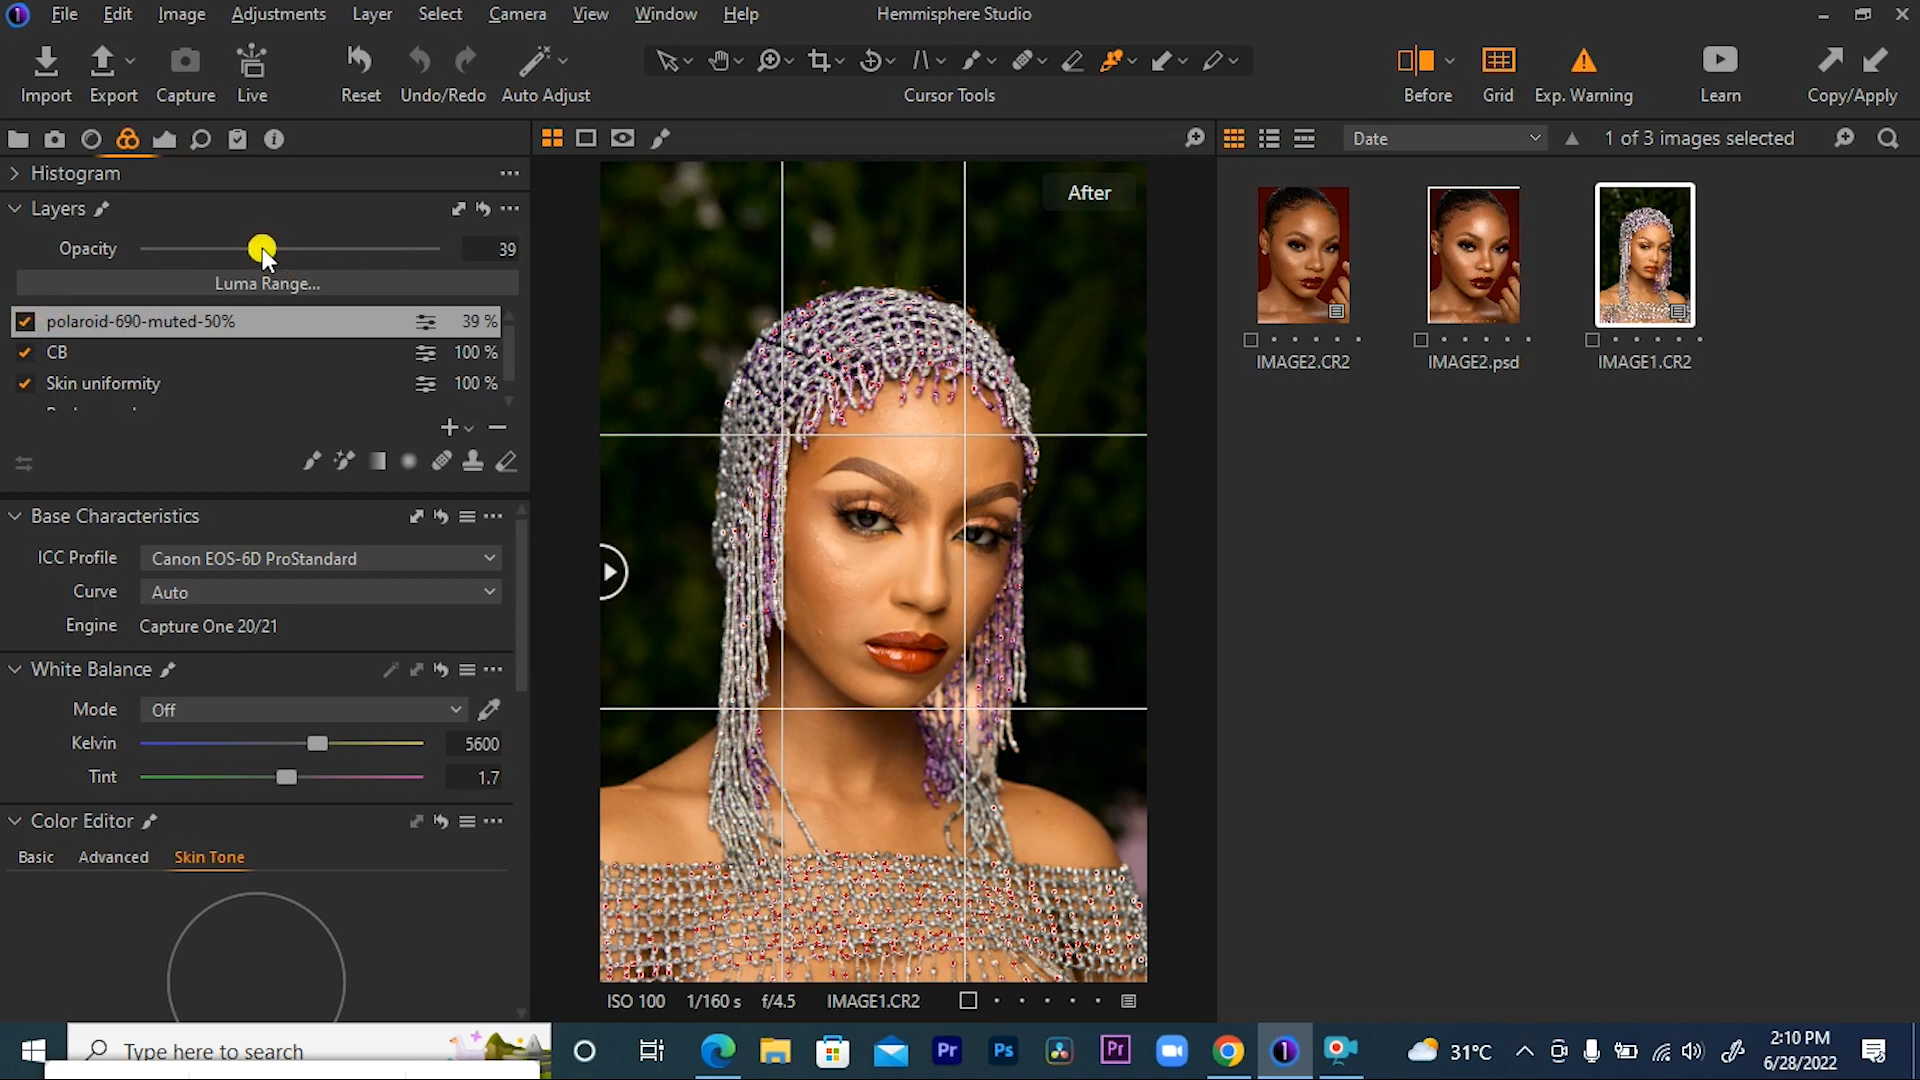 File Edit Image Adjustments Layer Select Camera View Window Help Hemmisphere Studio
Import Export Capture Live Reset Undo/Redo Auto Adjust Cursor Tools Before Grid Exp. Warning Learn Copy/Apply
Date 1 of 3 images selected
Histogram
Layers
Opacity 39
Luma Range...
polaroid-690-muted-50% 39 %
CB 100 %
Skin uniformity 100 %
Base Characteristics
ICC Profile Canon EOS-6D ProStandard
Curve Auto
Engine Capture One 20/21
White Balance
Mode Off
Kelvin 5600
Tint 1.7
Color Editor
Basic Advanced Skin Tone
After
ISO 100 1/160 s f/4.5 IMAGE1.CR2
IMAGE2.CR2 IMAGE2.psd IMAGE1.CR2
Type here to search
Pr Ps Pr
31°C
2:10 PM
6/28/2022